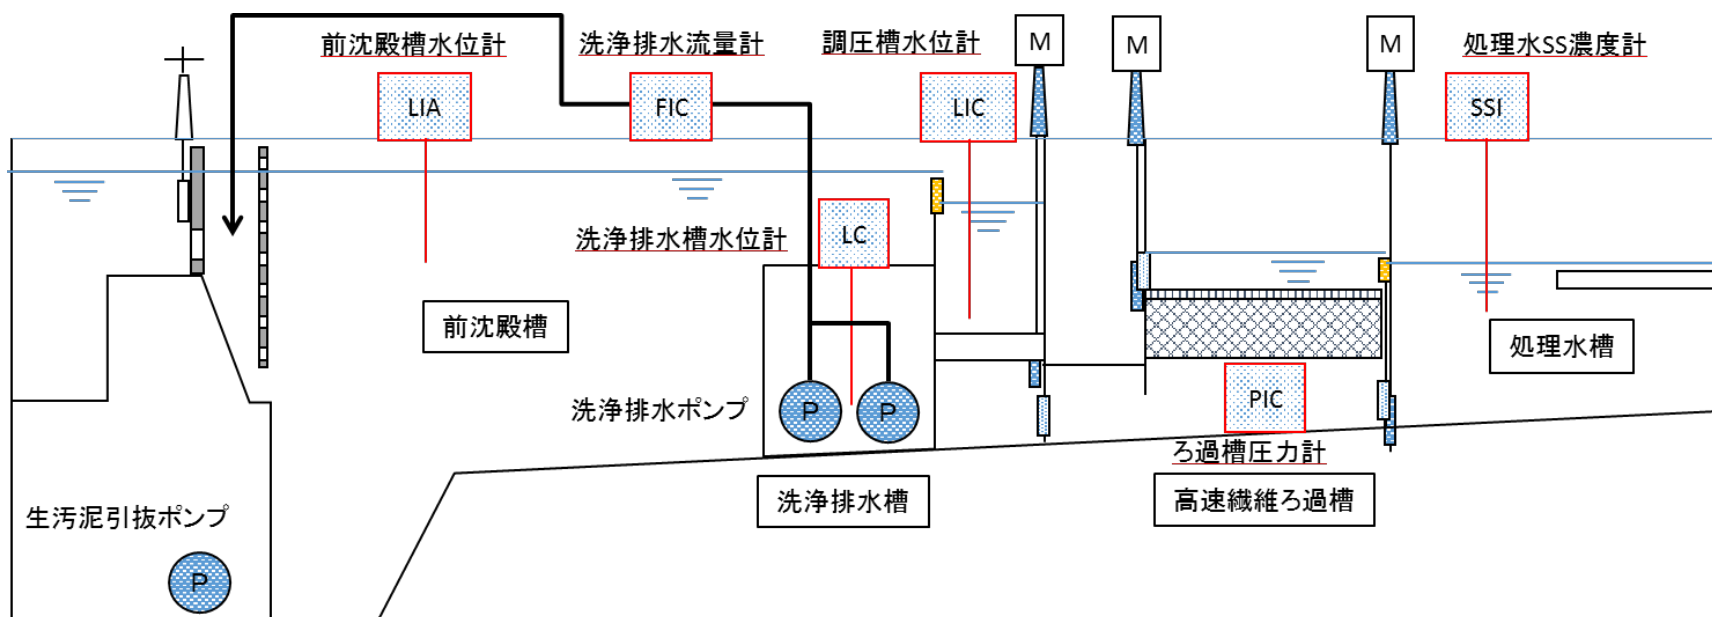 前沈殿槽水位計
洗浄排水流量計
調圧槽水位計
M
M
M
処理水SS濃度計
LIA
FIC
LIC
SSI
洗浄排水槽水位計
LC
前沈殿槽
処理水槽
洗浄排水ポンプ
P
P
PIC
ろ過槽圧力計
洗浄排水槽
高速繊維ろ過槽
生汚泥引抜ポンプ
P